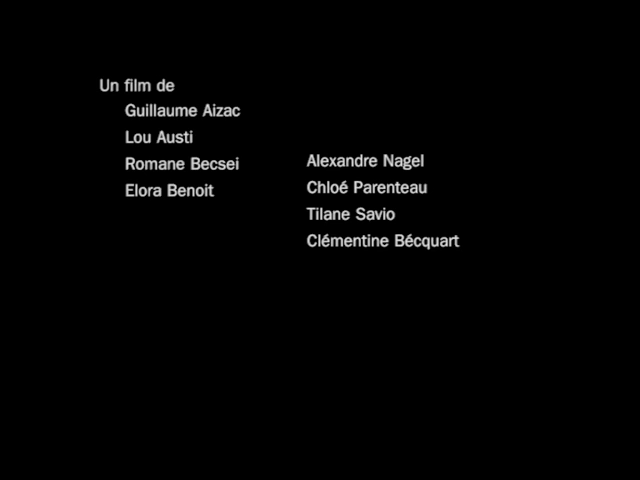 Un film de
Guillaume Aizac
Lou Austi
Romane Becsei
Elora Benoit
Alexandre Nagel
Chloé Parenteau
Tilane Savio
Clémentine Bécquart